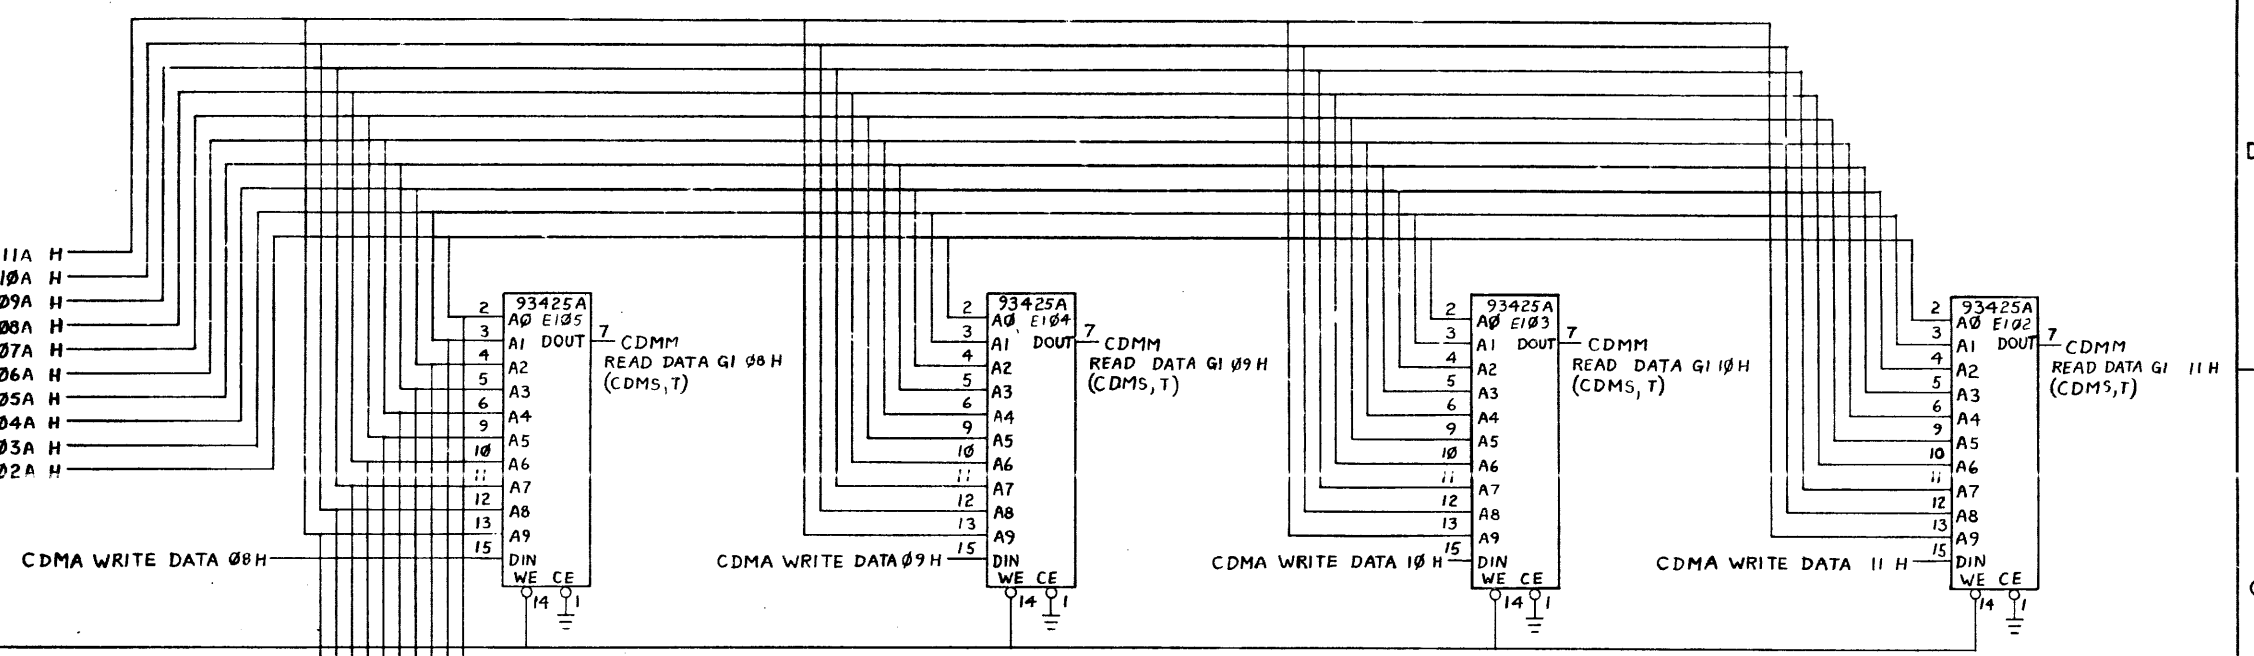 11A H
1ØA H
Ø9A H
Ø8A H
Ø7A H
Ø6A H
Ø5A H
Ø4A H
Ø3A H
Ø2A H
93425A
E1Ø5
2 AØ
3 A1
4 A2
5 A3
6 A4
9 A5
1Ø A6
11 A7
12 A8
13 A9
15 DIN
DOUT 7
WE CE
14 1
CDMM
READ DATA G1 Ø8 H
(CDMS,T)
CDMA WRITE DATA Ø8 H
93425A
E1Ø4
2 AØ
3 A1
4 A2
5 A3
6 A4
9 A5
1Ø A6
11 A7
12 A8
13 A9
15 DIN
DOUT 7
WE CE
14 1
CDMM
READ DATA G1 Ø9 H
(CDMS,T)
CDMA WRITE DATA Ø9 H
93425A
E1Ø3
2 AØ
3 A1
4 A2
5 A3
6 A4
9 A5
1Ø A6
11 A7
12 A8
13 A9
15 DIN
DOUT 7
WE CE
14 1
CDMM
READ DATA G1 1Ø H
(CDMS,T)
CDMA WRITE DATA 1Ø H
93425A
E1Ø2
2 AØ
3 A1
4 A2
5 A3
6 A4
9 A5
10 A6
11 A7
12 A8
13 A9
15 DIN
DOUT 7
WE CE
14 1
CDMM
READ DATA G1 11 H
(CDMS,T)
CDMA WRITE DATA 11 H